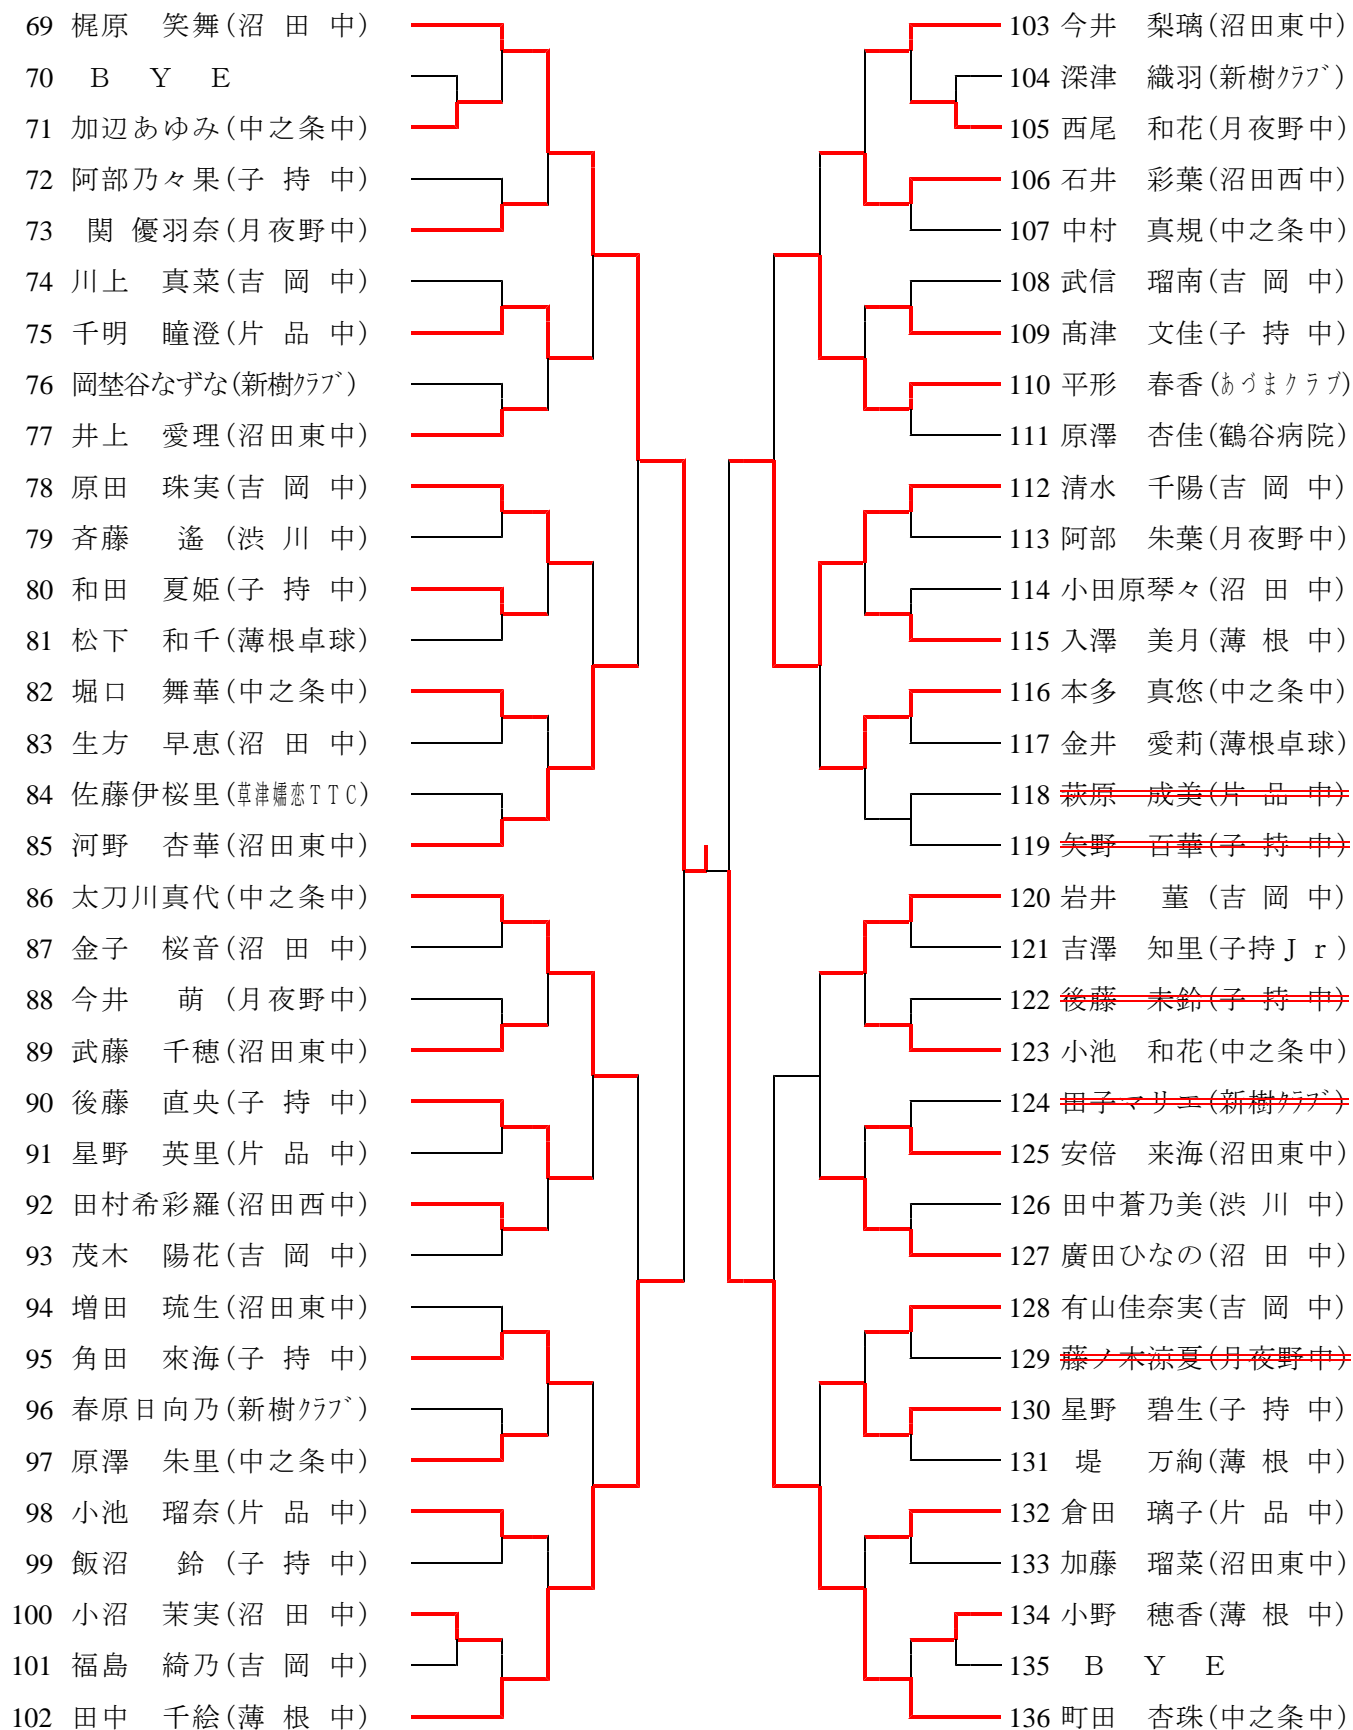 69 梶原 笑舞(沼 田 中)
70 B Y E
71 加辺あゆみ(中之条中)
72 阿部乃々果(子 持 中)
73 関 優羽奈(月夜野中)
74 川上 真菜(吉 岡 中)
75 千明 瞳澄(片 品 中)
76 岡埜谷なずな(新樹ｸﾗﾌﾞ)
77 井上 愛理(沼田東中)
78 原田 珠実(吉 岡 中)
79 斉藤 遙 (渋 川 中)
80 和田 夏姫(子 持 中)
81 松下 和千(薄根卓球)
82 堀口 舞華(中之条中)
83 生方 早恵(沼 田 中)
84 佐藤伊桜里(草津嬬恋TTC)
85 河野 杏華(沼田東中)
86 太刀川真代(中之条中)
87 金子 桜音(沼 田 中)
88 今井 萌 (月夜野中)
89 武藤 千穂(沼田東中)
90 後藤 直央(子 持 中)
91 星野 英里(片 品 中)
92 田村希彩羅(沼田西中)
93 茂木 陽花(吉 岡 中)
94 増田 琉生(沼田東中)
95 角田 來海(子 持 中)
96 春原日向乃(新樹ｸﾗﾌﾞ)
97 原澤 朱里(中之条中)
98 小池 瑠奈(片 品 中)
99 飯沼 鈴 (子 持 中)
100 小沼 茉実(沼 田 中)
101 福島 綺乃(吉 岡 中)
102 田中 千絵(薄 根 中)
103 今井 梨璃(沼田東中)
104 深津 織羽(新樹ｸﾗﾌﾞ)
105 西尾 和花(月夜野中)
106 石井 彩葉(沼田西中)
107 中村 真規(中之条中)
108 武信 瑠南(吉 岡 中)
109 髙津 文佳(子 持 中)
110 平形 春香(あづまクラブ)
111 原澤 杏佳(鶴谷病院)
112 清水 千陽(吉 岡 中)
113 阿部 朱葉(月夜野中)
114 小田原琴々(沼 田 中)
115 入澤 美月(薄 根 中)
116 本多 真悠(中之条中)
117 金井 愛莉(薄根卓球)
118 萩原 成美(片 品 中)
119 矢野 百華(子 持 中)
120 岩井 菫 (吉 岡 中)
121 吉澤 知里(子持Jr)
122 後藤 未鈴(子 持 中)
123 小池 和花(中之条中)
124 田子マリエ(新樹ｸﾗﾌﾞ)
125 安倍 来海(沼田東中)
126 田中蒼乃美(渋 川 中)
127 廣田ひなの(沼 田 中)
128 有山佳奈実(吉 岡 中)
129 藤ノ木涼夏(月夜野中)
130 星野 碧生(子 持 中)
131 堤 万絢(薄 根 中)
132 倉田 璃子(片 品 中)
133 加藤 瑠菜(沼田東中)
134 小野 穂香(薄 根 中)
135 B Y E
136 町田 杏珠(中之条中)